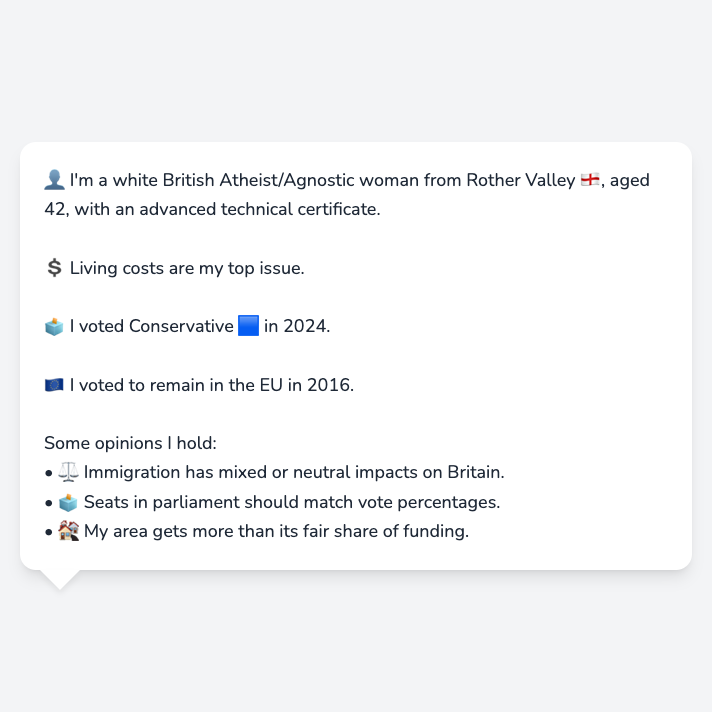 👤 I'm a white British Atheist/Agnostic woman from Rother Valley 🏴󠁧󠁢󠁥󠁮󠁧󠁿, aged
42, with an advanced technical certificate.
💲 Living costs are my top issue.
🗳️ I voted Conservative 🟦 in 2024.
🇪🇺 I voted to remain in the EU in 2016.
Some opinions I hold:
• ⚖️ Immigration has mixed or neutral impacts on Britain.
• 🗳️ Seats in parliament should match vote percentages.
• 🏘️ My area gets more than its fair share of funding.